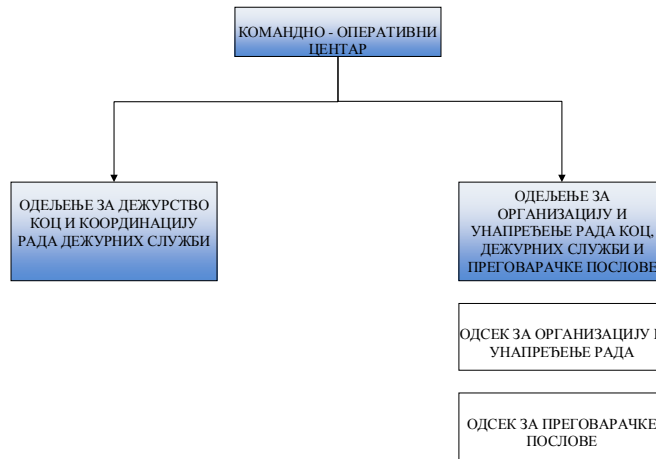 КОМАНДНО - ОПЕРАТИВНИ
ЦЕНТАР
ОДЕЉЕЊЕ ЗА ДЕЖУРСТВО
КОЦ И КООРДИНАЦИЈУ
РАДА ДЕЖУРНИХ СЛУЖБИ
ОДЕЉЕЊЕ ЗА
ОРГАНИЗАЦИЈУ И
УНАПРЕЂЕЊЕ РАДА КОЦ,
ДЕЖУРНИХ СЛУЖБИ И
ПРЕГОВАРАЧКЕ ПОСЛОВЕ
ОДСЕК ЗА ОРГАНИЗАЦИЈУ И
УНАПРЕЂЕЊЕ РАДА
ОДСЕК ЗА ПРЕГОВАРАЧКЕ
ПОСЛОВЕ